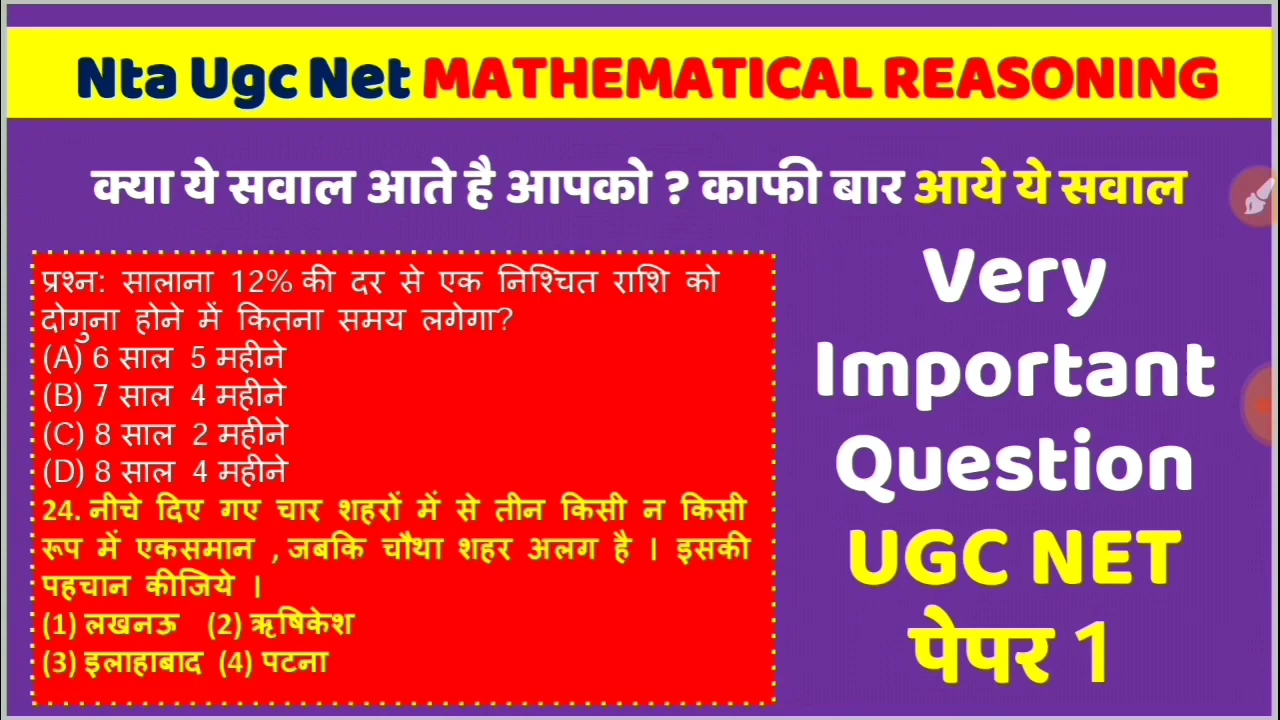 Nta Ugc Net MATHEMATICAL REASONING
क्या ये सवाल आते है आपको ? काफी बार आये ये सवाल
प्रश्न: सालाना 12% की दर से एक निश्चित राशि को
दोगुना होने में कितना समय लगेगा?
(A) 6 साल 5 महीने
(B) 7 साल 4 महीने
(C) 8 साल 2 महीने
(D) 8 साल 4 महीने
24. नीचे दिए गए चार शहरों में से तीन किसी न किसी
रूप में एकसमान , जबकि चौथा शहर अलग है । इसकी
पहचान कीजिये ।
(1) लखनऊ (2) ऋषिकेश
(3) इलाहाबाद (4) पटना
Very
Important
Question
UGC NET
पेपर 1